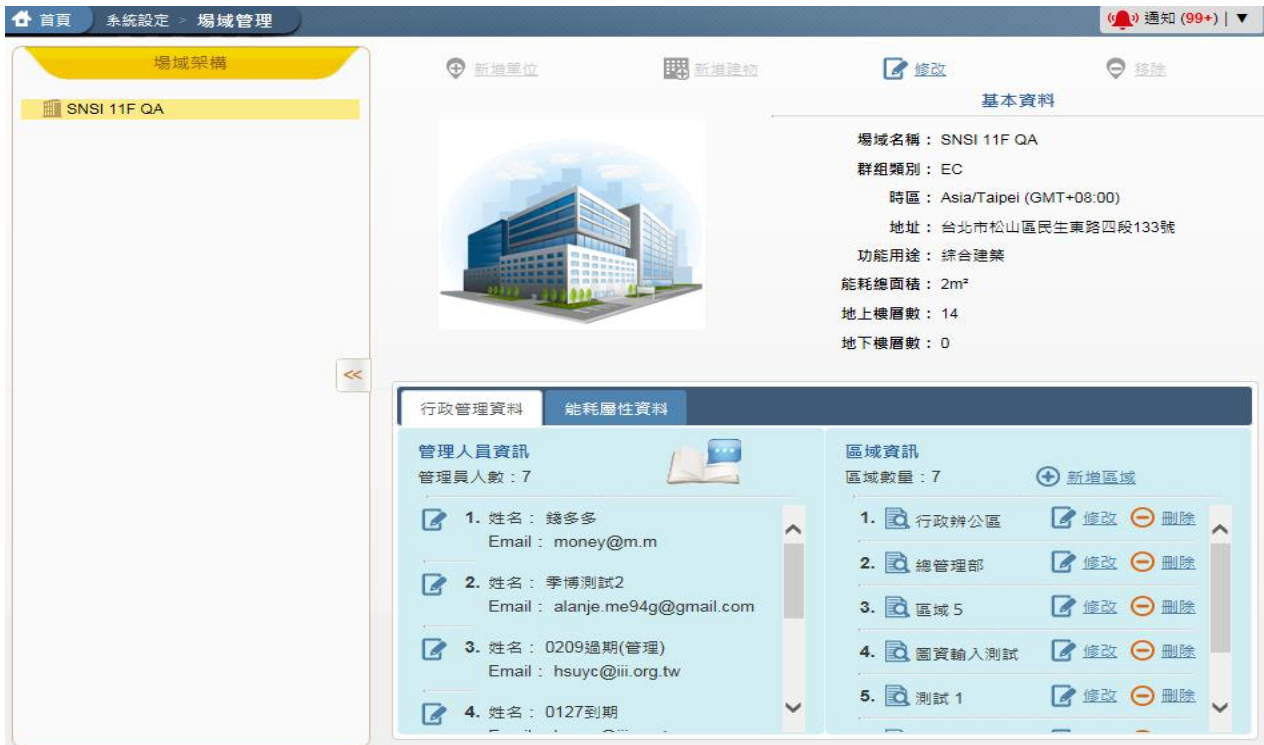 首頁 系統設定 > 場域管理 通知 (99+) | ▼
場域架構
SNSI 11F QA
新增單位 新增建物 修改 移除
基本資料
場域名稱: SNSI 11F QA
群組類別: EC
時區: Asia/Taipei (GMT+08:00)
地址: 台北市松山區民生東路四段133號
功能用途: 綜合建築
能耗總面積: 2m²
地上樓層數: 14
地下樓層數: 0
<<
行政管理資料 能耗屬性資料
管理人員資訊
管理員人數:7
1. 姓名: 錢多多
Email: money@m.m
2. 姓名: 季博測試2
Email: alanje.me94g@gmail.com
3. 姓名: 0209過期(管理)
Email: hsuyc@iii.org.tw
4. 姓名: 0127到期
區域資訊
區域數量:7 新增區域
1. 行政辦公區 修改 刪除
2. 總管理部 修改 刪除
3. 區域 5 修改 刪除
4. 圖資輸入測試 修改 刪除
5. 測試 1 修改 刪除